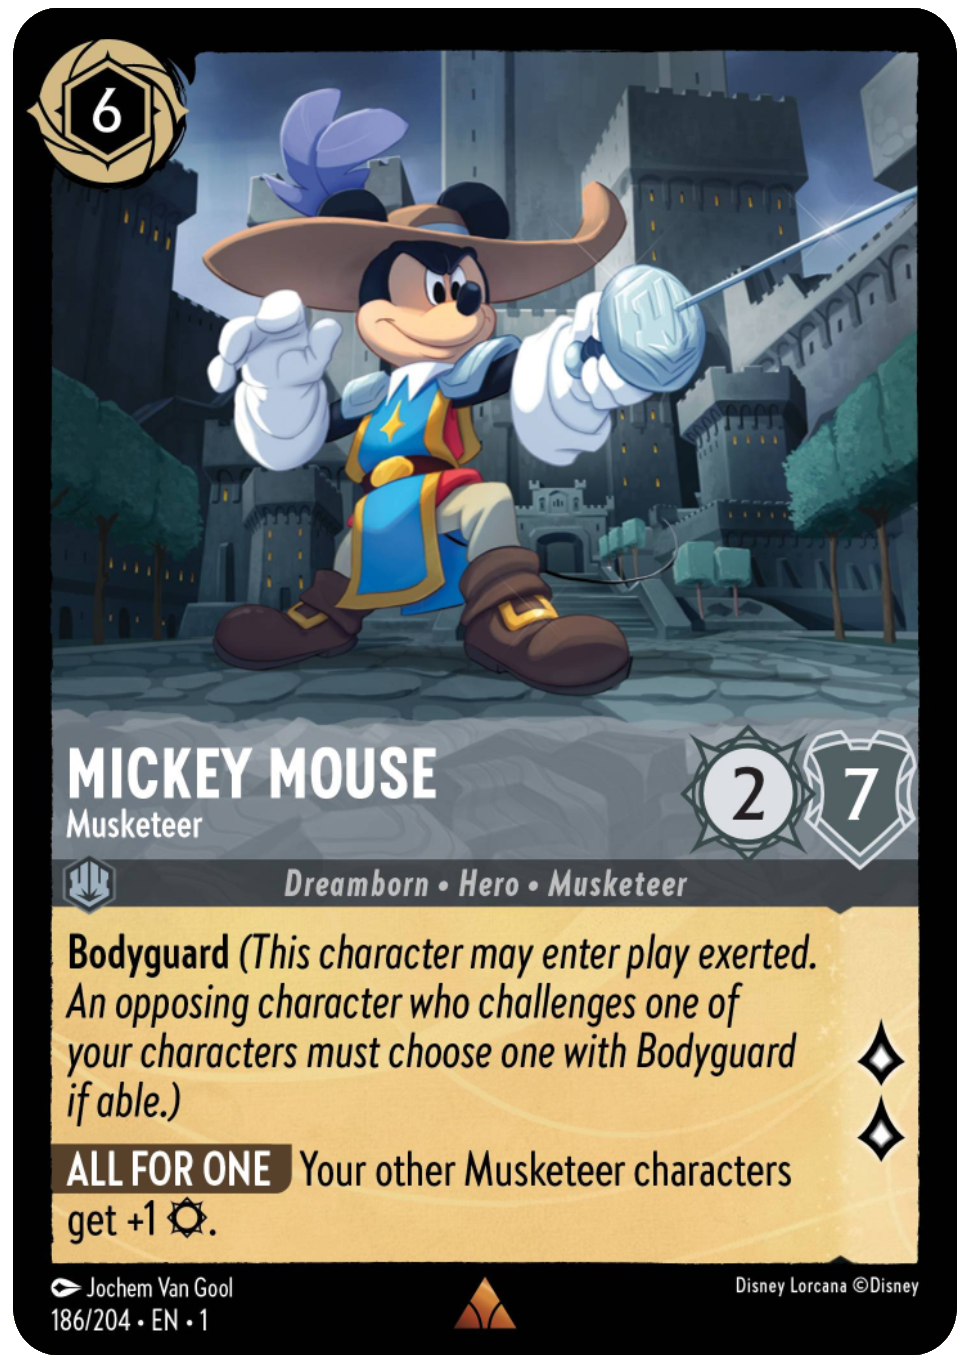 6
MICKEY MOUSE
Musketeer
2
7
Dreamborn • Hero • Musketeer
Bodyguard (This character may enter play exerted.
An opposing character who challenges one of
your characters must choose one with Bodyguard
if able.)
ALL FOR ONE Your other Musketeer characters
get +1 .
Jochem Van Gool
Disney Lorcana ©Disney
186/204 • EN • 1